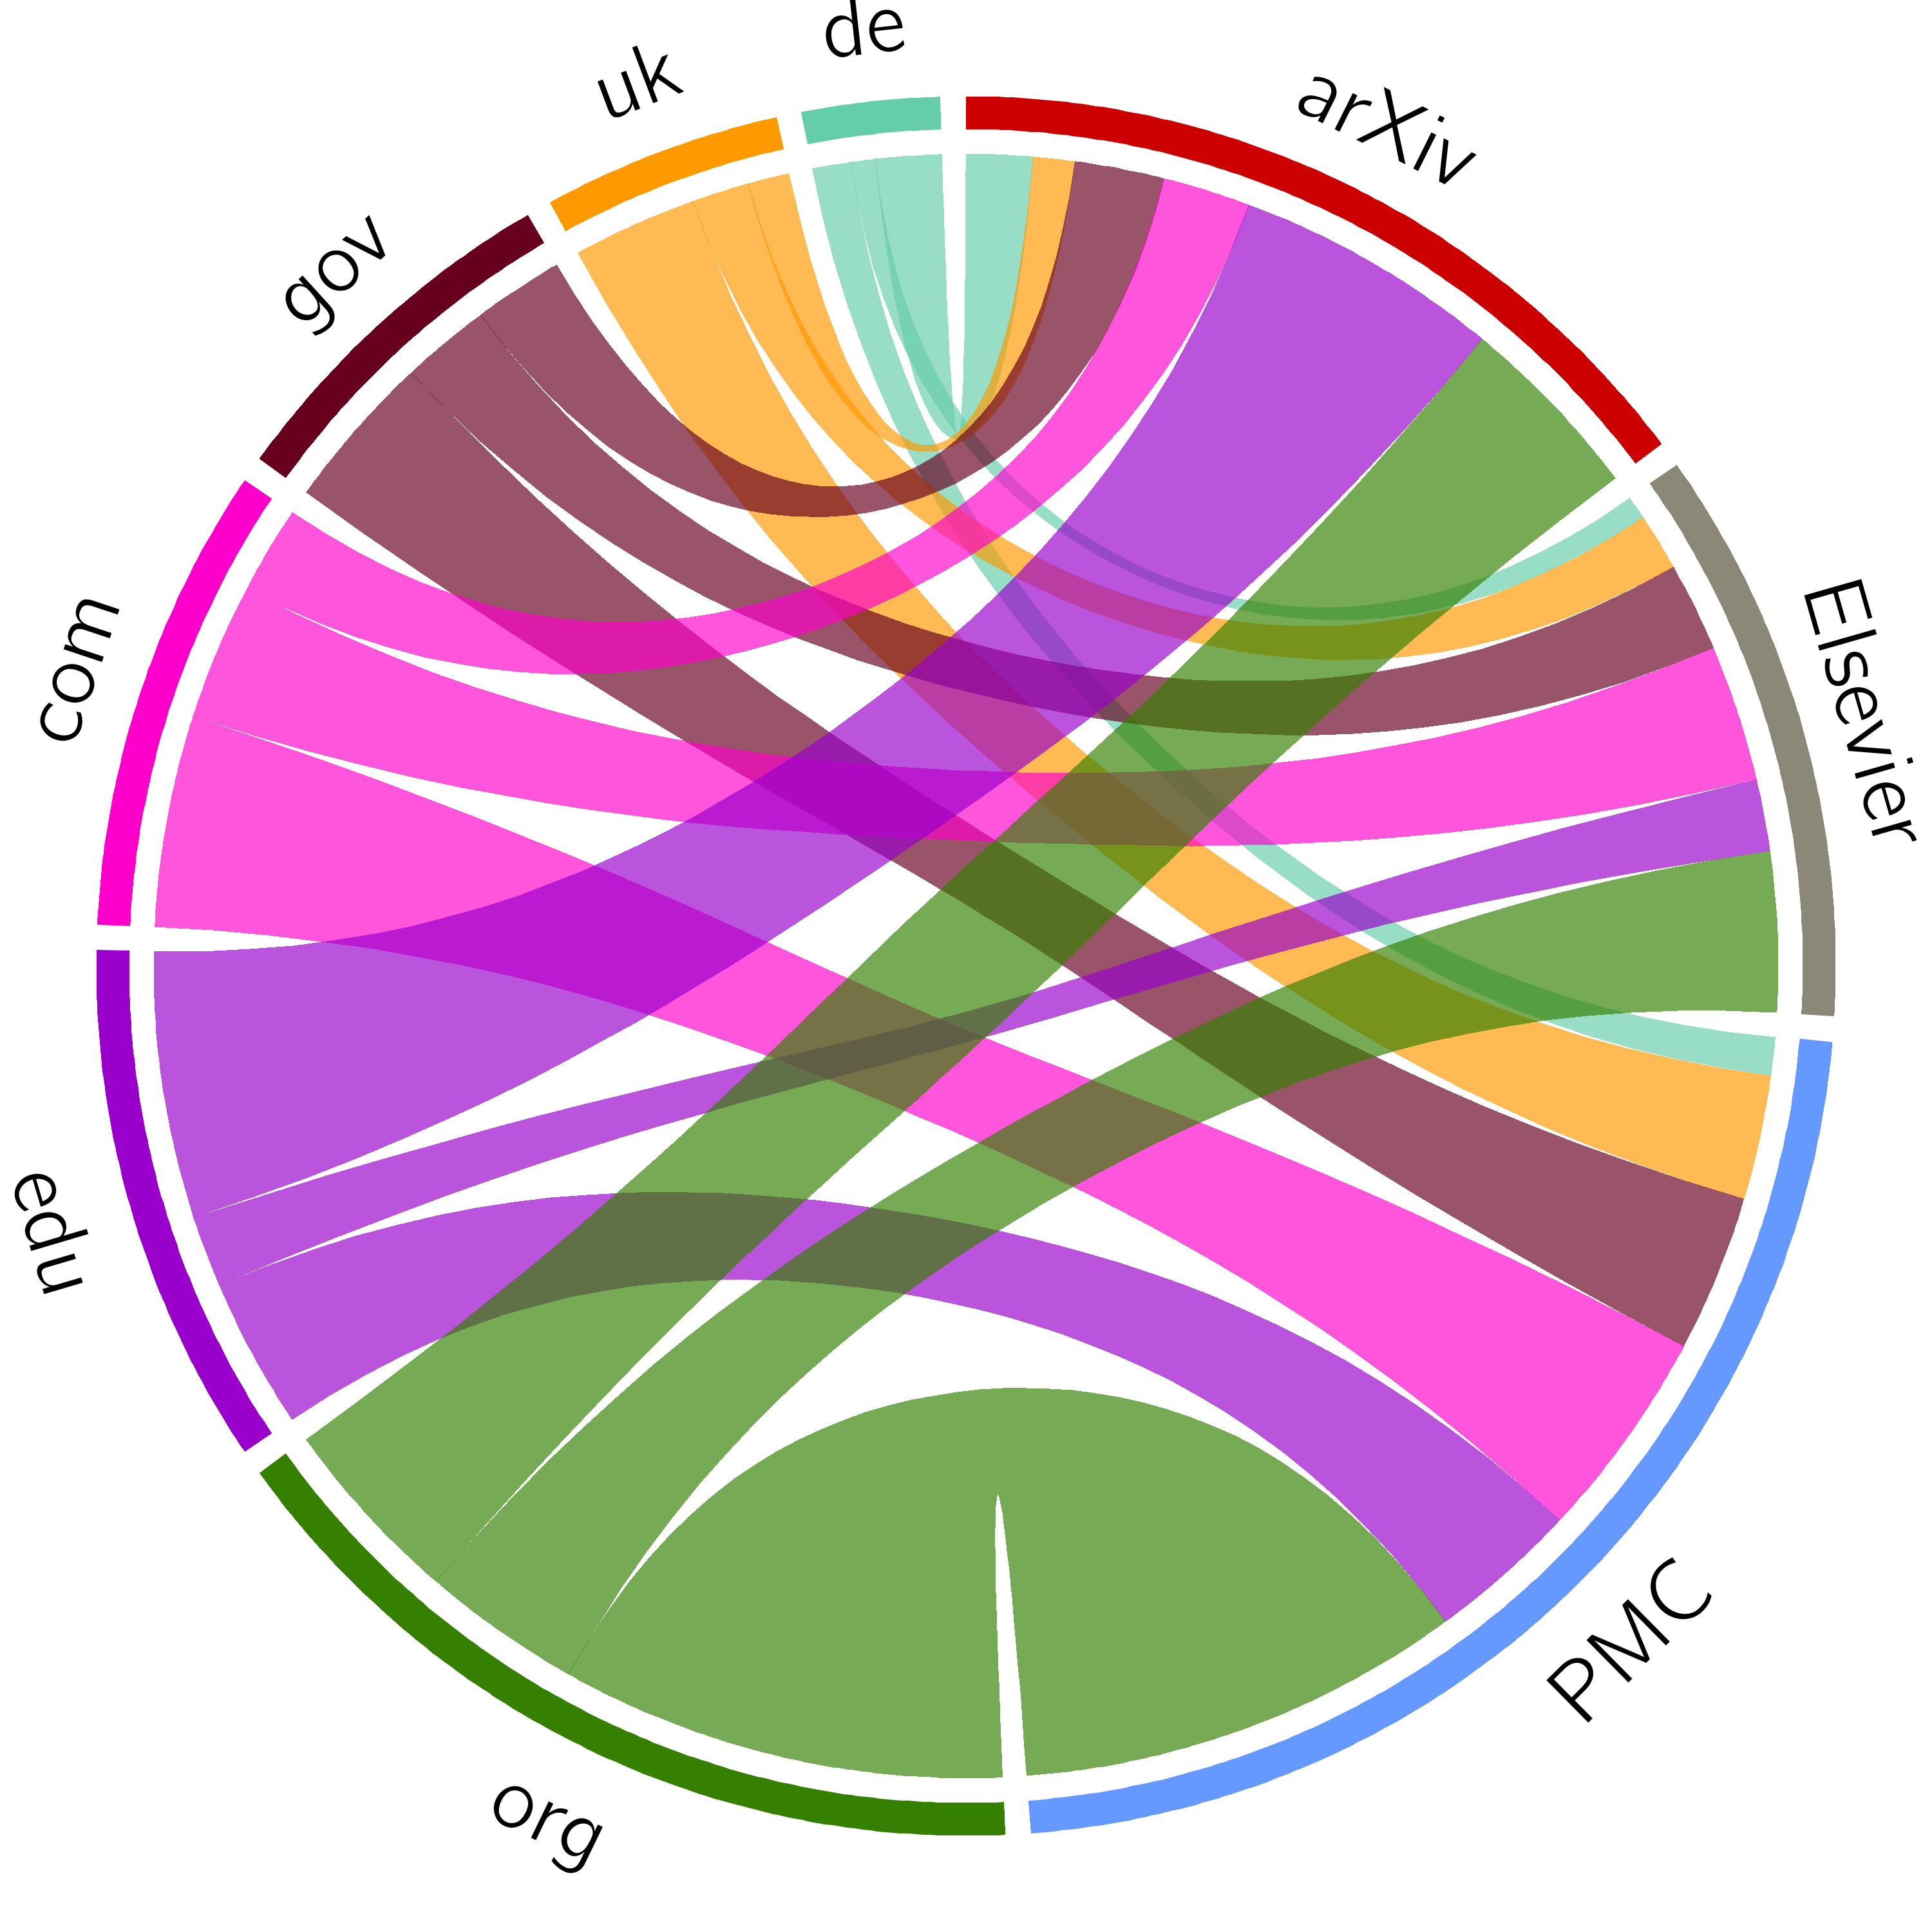 de
arXiv
Elsevier
PMC
org
edu
com
gov
uk